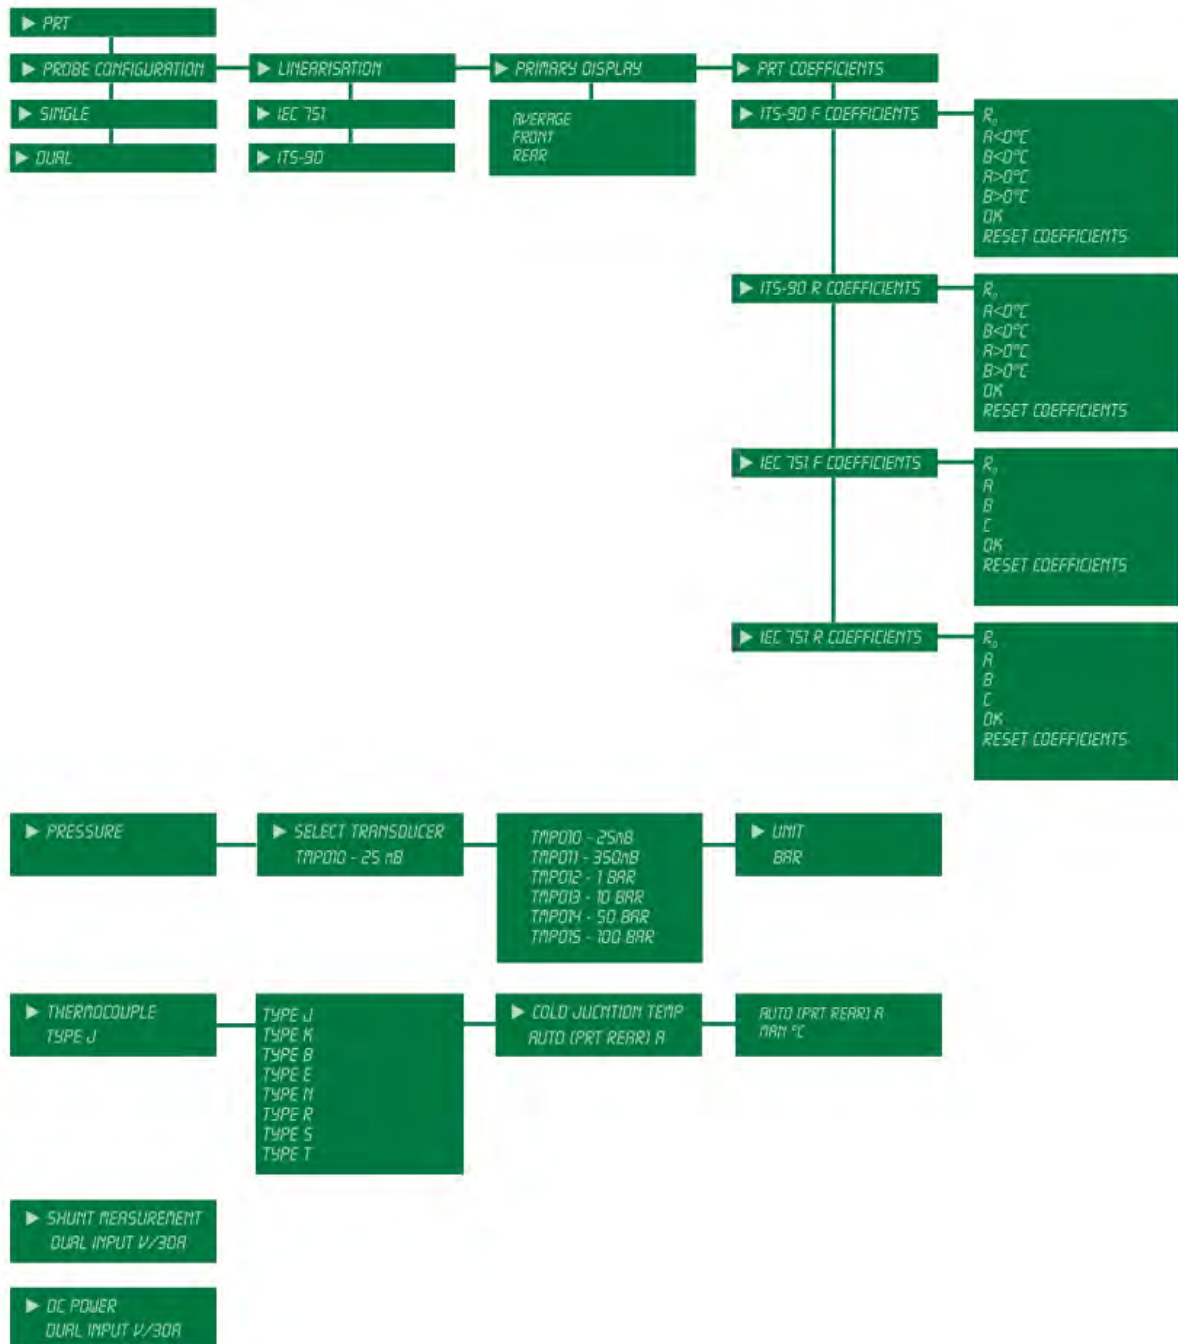 ▶ PRT
▶ PROBE CONFIGURATION
▶ SINGLE
▶ DUAL
▶ LINEARISATION
▶ IEC 751
▶ ITS-90
▶ PRIMARY DISPLAY
AVERAGE
FRONT
REAR
▶ PRT COEFFICIENTS
▶ ITS-90 F COEFFICIENTS
R₀
A<0°C
B<0°C
A>0°C
B>0°C
OK
RESET COEFFICIENTS
▶ ITS-90 R COEFFICIENTS
R₀
A<0°C
B<0°C
A>0°C
B>0°C
OK
RESET COEFFICIENTS
▶ IEC 751 F COEFFICIENTS
R₀
A
B
C
OK
RESET COEFFICIENTS
▶ IEC 751 R COEFFICIENTS
R₀
A
B
C
OK
RESET COEFFICIENTS
▶ PRESSURE
▶ SELECT TRANSDUCER
TMP010 - 25 mB
TMP010 - 25mB
TMP011 - 350mB
TMP012 - 1 BAR
TMP013 - 10 BAR
TMP014 - 50 BAR
TMP015 - 100 BAR
▶ UNIT
BAR
▶ THERMOCOUPLE
TYPE J
TYPE J
TYPE K
TYPE B
TYPE E
TYPE N
TYPE R
TYPE S
TYPE T
▶ COLD JUCNTION TEMP
AUTO (PRT REAR) A
AUTO (PRT REAR) A
MAN °C
▶ SHUNT MEASUREMENT
DUAL INPUT V/30A
▶ DC POWER
DUAL INPUT V/30A